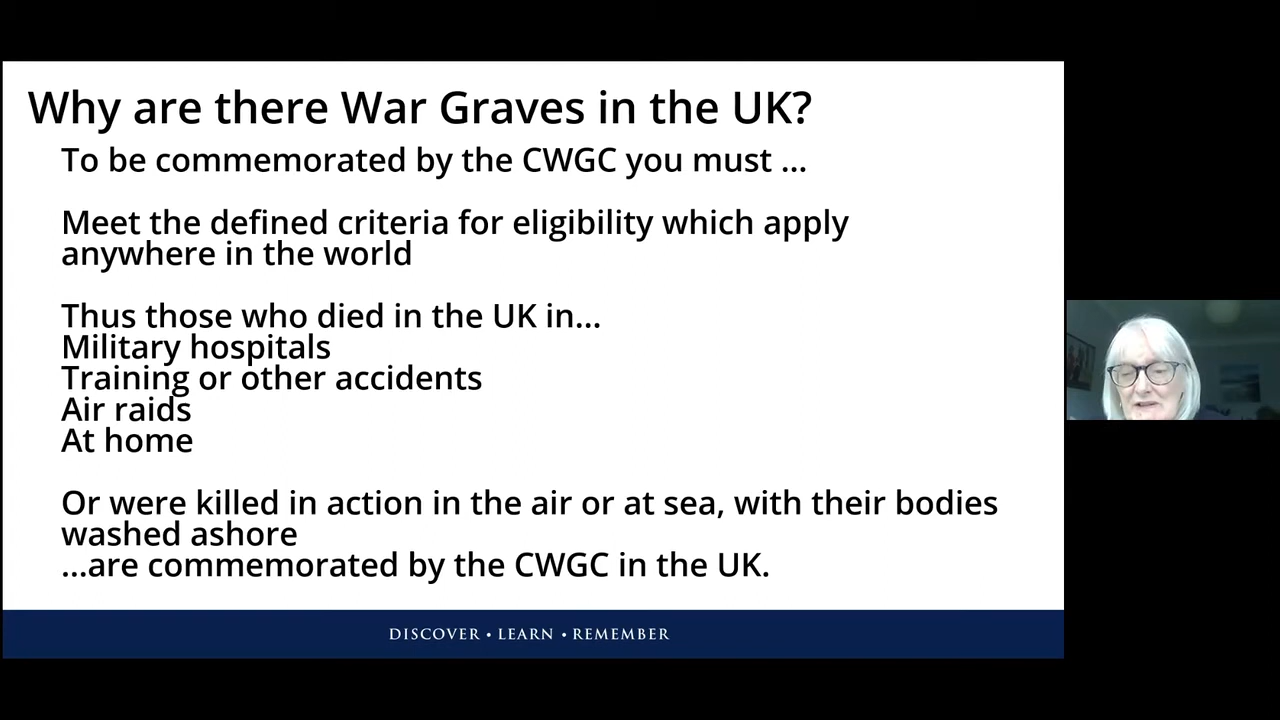 Why are there War Graves in the UK?
To be commemorated by the CWGC you must ...
Meet the defined criteria for eligibility which apply
anywhere in the world
Thus those who died in the UK in...
Military hospitals
Training or other accidents
Air raids
At home
Or were killed in action in the air or at sea, with their bodies
washed ashore
...are commemorated by the CWGC in the UK.
DISCOVER • LEARN • REMEMBER